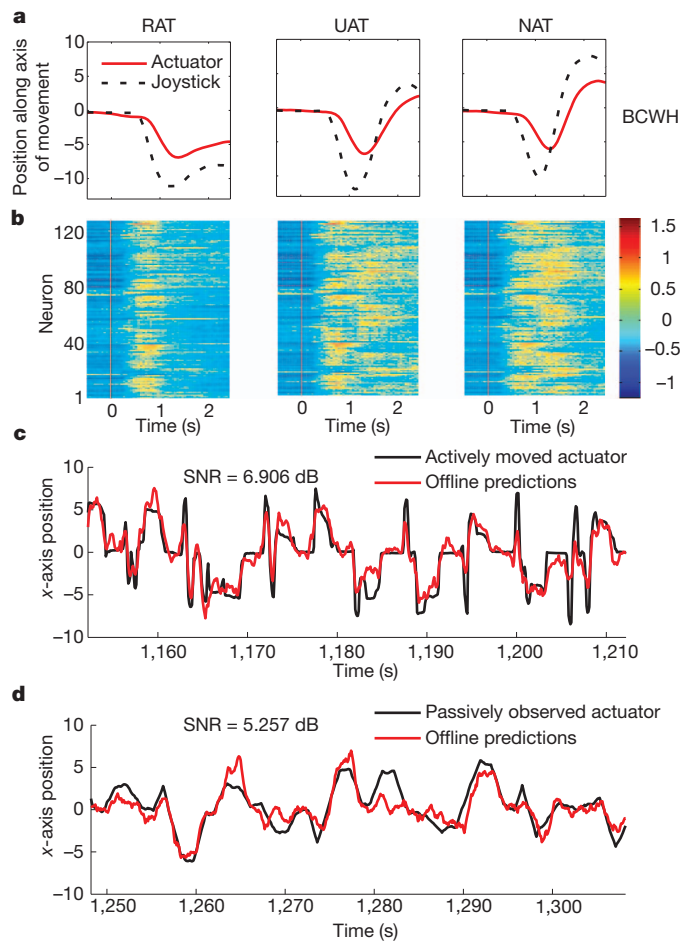 a
RAT UAT NAT
Position along axis
of movement
10
5
0
−5
−10
Actuator
Joystick
BCWH
b
Neuron
130
80
40
1
0 1 2
0 1 2
0 1 2
Time (s) Time (s) Time (s)
1.5
1
0.5
0
−0.5
−1
c
SNR = 6.906 dB
Actively moved actuator
Offline predictions
x-axis position
10
5
0
−5
−10
1,160 1,170 1,180 1,190 1,200 1,210
Time (s)
d
SNR = 5.257 dB
Passively observed actuator
Offline predictions
x-axis position
10
5
0
−5
−10
1,250 1,260 1,270 1,280 1,290 1,300
Time (s)